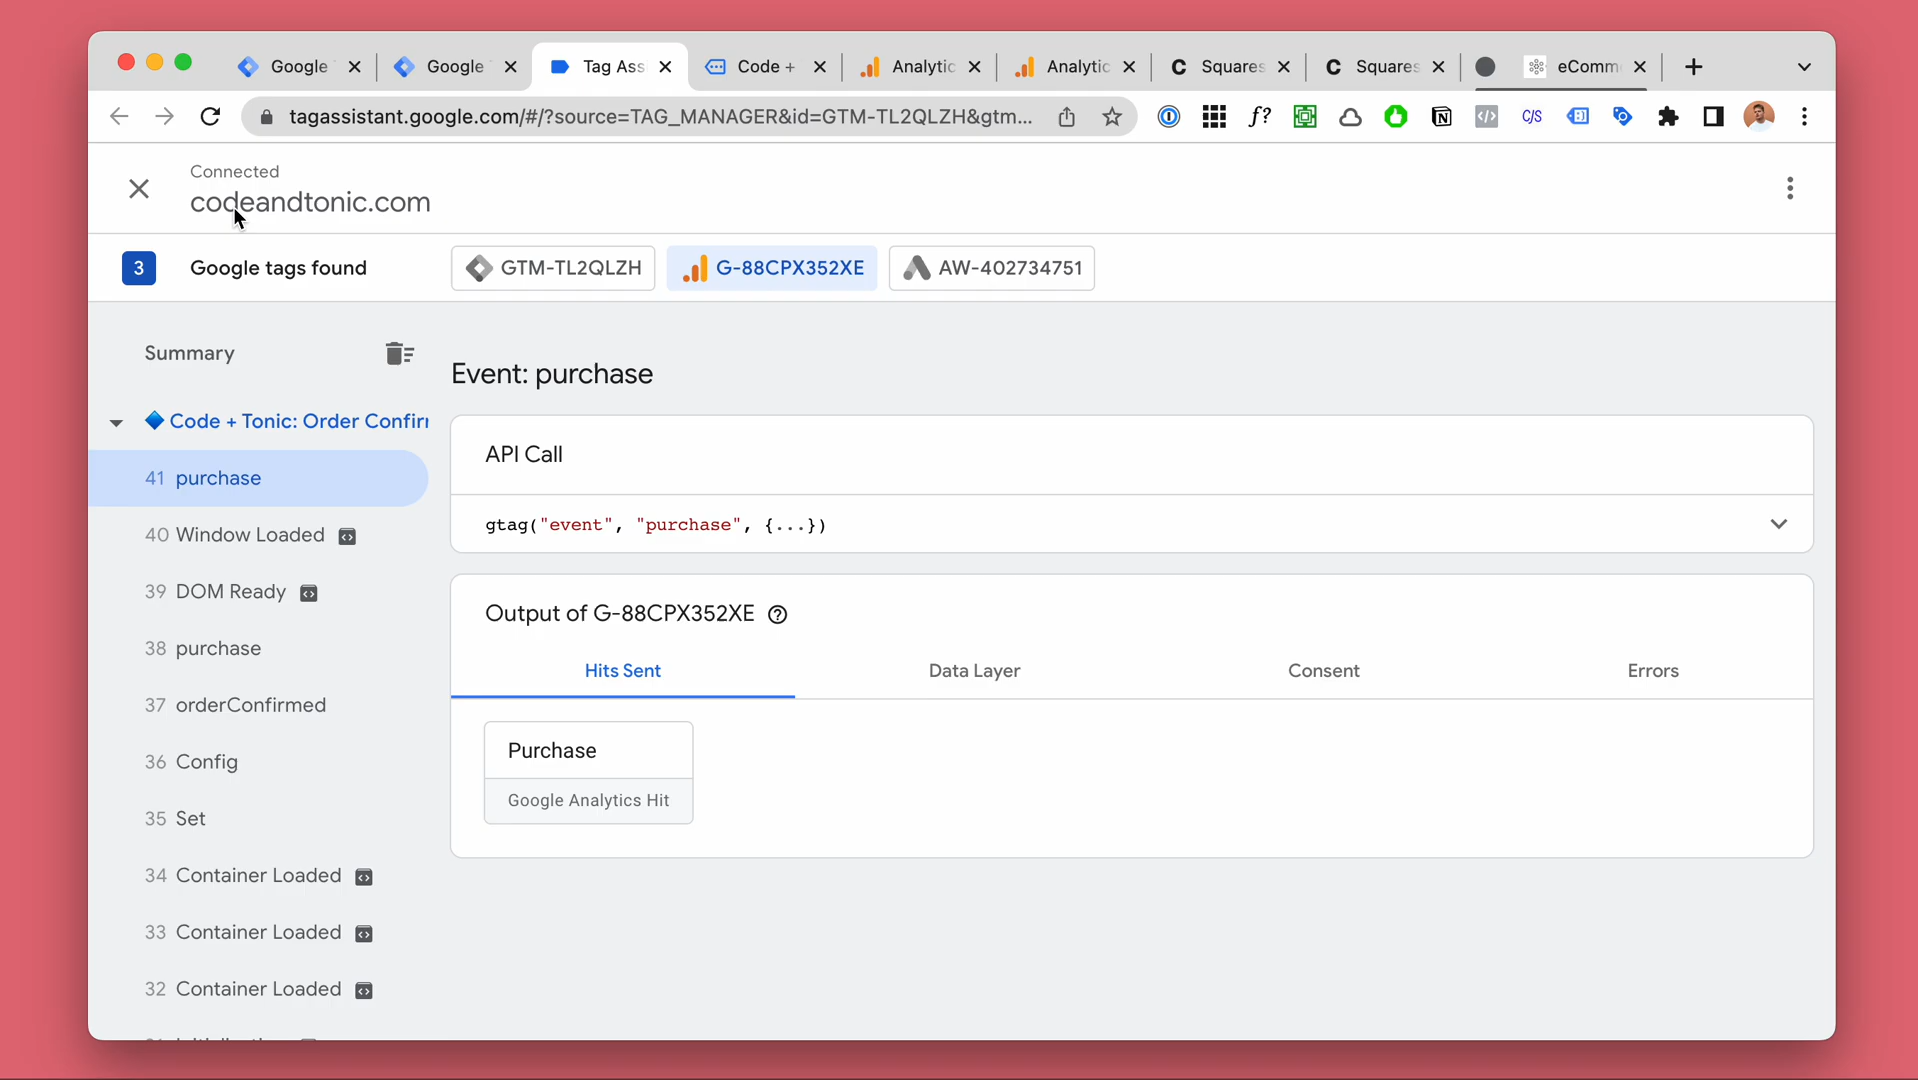 Google
Google
Tag Ass
Code +
Analytic
Analytic
Squares
Squares
eComm
tagassistant.google.com/#/?source=TAG_MANAGER&id=GTM-TL2QLZH&gtm...
f?
C/S
Connected
codeandtonic.com
3 Google tags found
GTM-TL2QLZH
G-88CPX352XE
AW-402734751
Summary
Code + Tonic: Order Confir
41 purchase
40 Window Loaded
39 DOM Ready
38 purchase
37 orderConfirmed
36 Config
35 Set
34 Container Loaded
33 Container Loaded
32 Container Loaded
Event: purchase
API Call
gtag("event", "purchase", {...})
Output of G-88CPX352XE
Hits Sent
Data Layer
Consent
Errors
Purchase
Google Analytics Hit